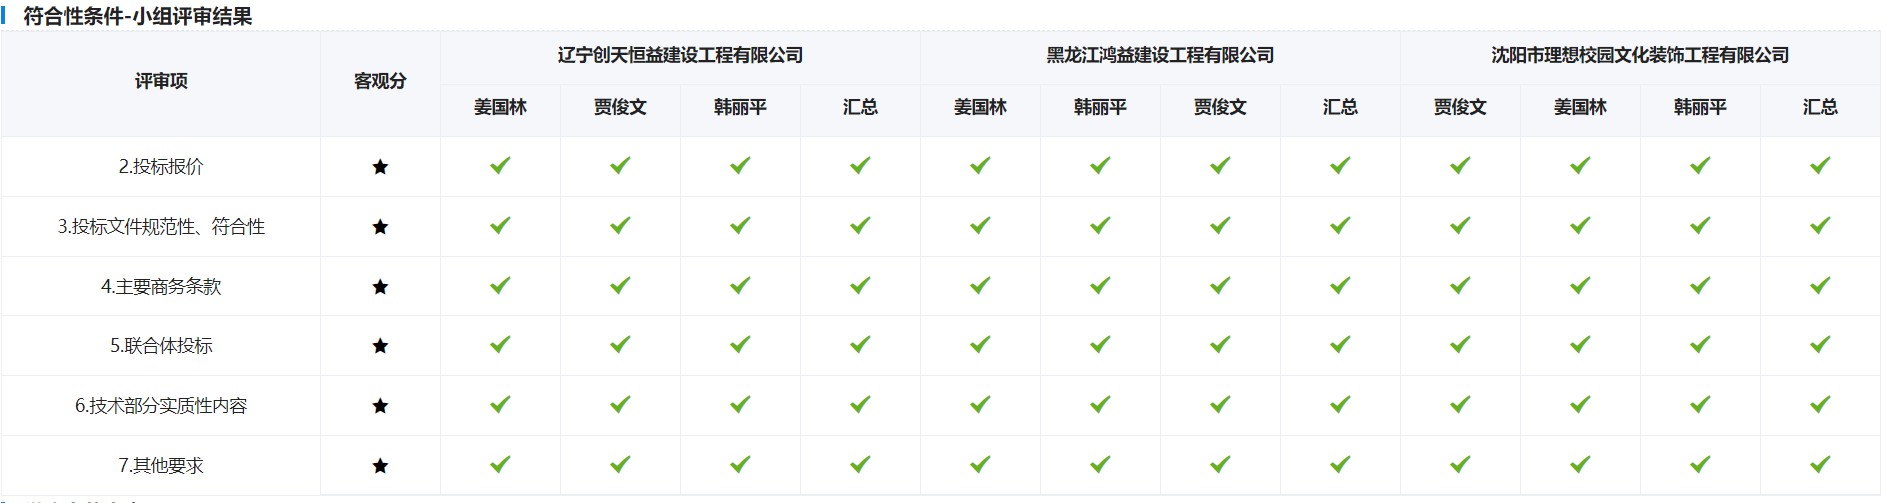 符合性条件-小组评审结果
评审项 客观分 辽宁创天恒益建设工程有限公司 黑龙江鸿益建设工程有限公司 沈阳市理想校园文化装饰工程有限公司
姜国林 贾俊文 韩丽平 汇总 姜国林 韩丽平 贾俊文 汇总 贾俊文 姜国林 韩丽平 汇总
2.投标报价 ★ ✓ ✓ ✓ ✓ ✓ ✓ ✓ ✓ ✓ ✓ ✓ ✓
3.投标文件规范性、符合性 ★ ✓ ✓ ✓ ✓ ✓ ✓ ✓ ✓ ✓ ✓ ✓ ✓
4.主要商务条款 ★ ✓ ✓ ✓ ✓ ✓ ✓ ✓ ✓ ✓ ✓ ✓ ✓
5.联合体投标 ★ ✓ ✓ ✓ ✓ ✓ ✓ ✓ ✓ ✓ ✓ ✓ ✓
6.技术部分实质性内容 ★ ✓ ✓ ✓ ✓ ✓ ✓ ✓ ✓ ✓ ✓ ✓ ✓
7.其他要求 ★ ✓ ✓ ✓ ✓ ✓ ✓ ✓ ✓ ✓ ✓ ✓ ✓